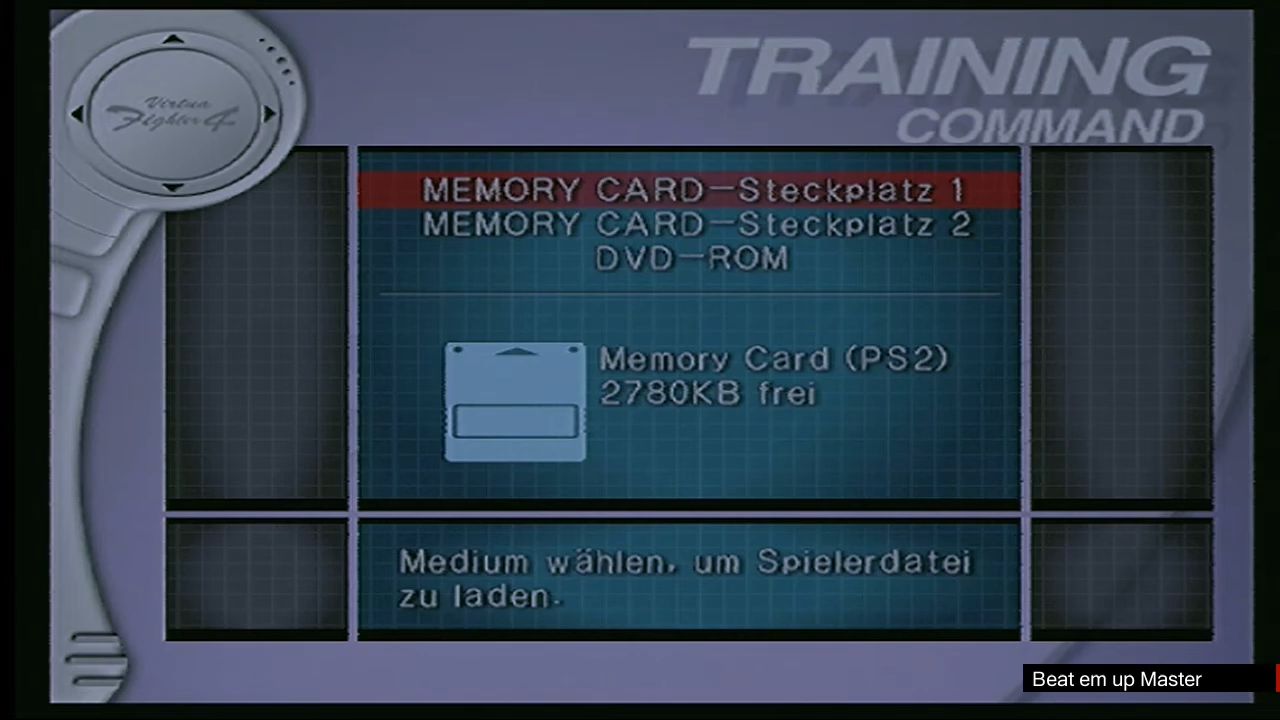 Virtua
Fighter 4
TRAINING
COMMAND
MEMORY CARD-Steckplatz 1
MEMORY CARD-Steckplatz 2
DVD-ROM
Memory Card (PS2)
2780KB frei
Medium wählen, um Spielerdatei
zu laden.
Beat em up Master